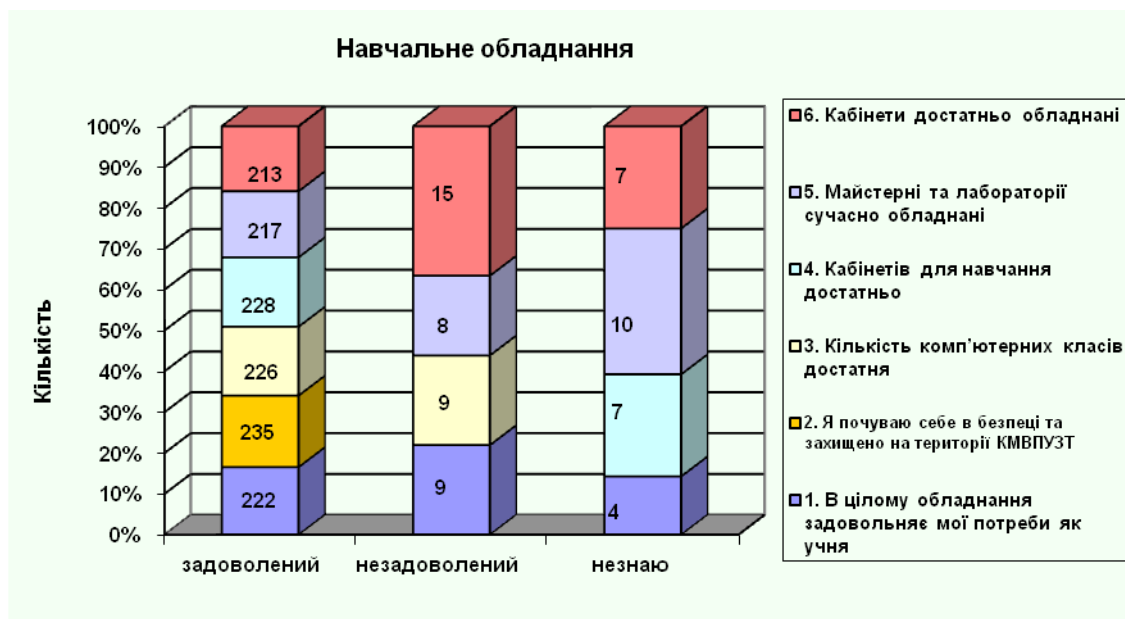 Навчальне обладнання
Кількість
100%
90%
80%
70%
60%
50%
40%
30%
20%
10%
0%
213
217
228
226
235
222
15
8
9
9
7
10
7
4
задоволений
незадоволений
незнаю
6. Кабінети достатньо обладнані
5. Майстерні та лабораторії
сучасно обладнані
4. Кабінетів для навчання
достатньо
3. Кількість комп'ютерних класів
достатня
2. Я почуваю себе в безпеці та
захищено на території КМВПУЗТ
1. В цілому обладнання
задовольняє мої потреби як
учня